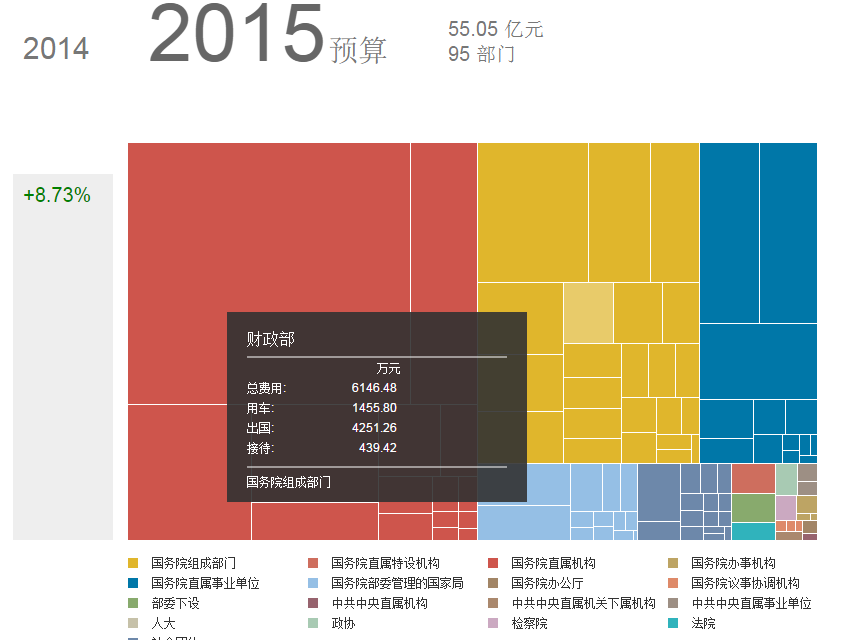 2014
2015 预算
55.05 亿元
95 部门
+8.73%
财政部
万元
总费用: 6146.48
用车: 1455.80
出国: 4251.26
接待: 439.42
国务院组成部门
国务院组成部门 国务院直属特设机构 国务院直属机构 国务院办事机构
国务院直属事业单位 国务院部委管理的国家局 国务院办公厅 国务院议事协调机构
部委下设 中共中央直属机构 中共中央直属机关下属机构 中共中央直属事业单位
人大 政协 检察院 法院